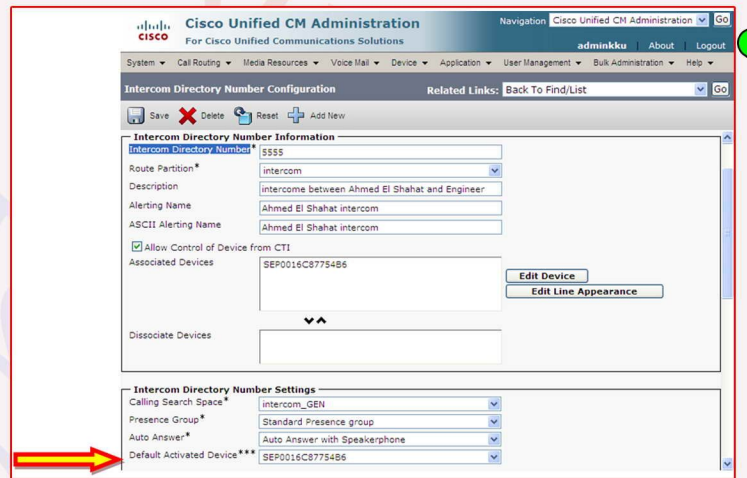 cisco
Cisco Unified CM Administration
For Cisco Unified Communications Solutions
Navigation Cisco Unified CM Administration Go
adminkku About Logout
System Call Routing Media Resources Voice Mail Device Application User Management Bulk Administration Help
Intercom Directory Number Configuration Related Links: Back To Find/List Go
Save Delete Reset Add New
Intercom Directory Number Information
Intercom Directory Number* 5555
Route Partition* intercom
Description intercome between Ahmed El Shahat and Engineer
Alerting Name Ahmed El Shahat intercom
ASCII Alerting Name Ahmed El Shahat intercom
Allow Control of Device from CTI
Associated Devices SEP0016C87754B6
Edit Device
Edit Line Appearance
Dissociate Devices
Intercom Directory Number Settings
Calling Search Space* intercom_GEN
Presence Group* Standard Presence group
Auto Answer* Auto Answer with Speakerphone
Default Activated Device*** SEP0016C87754B6